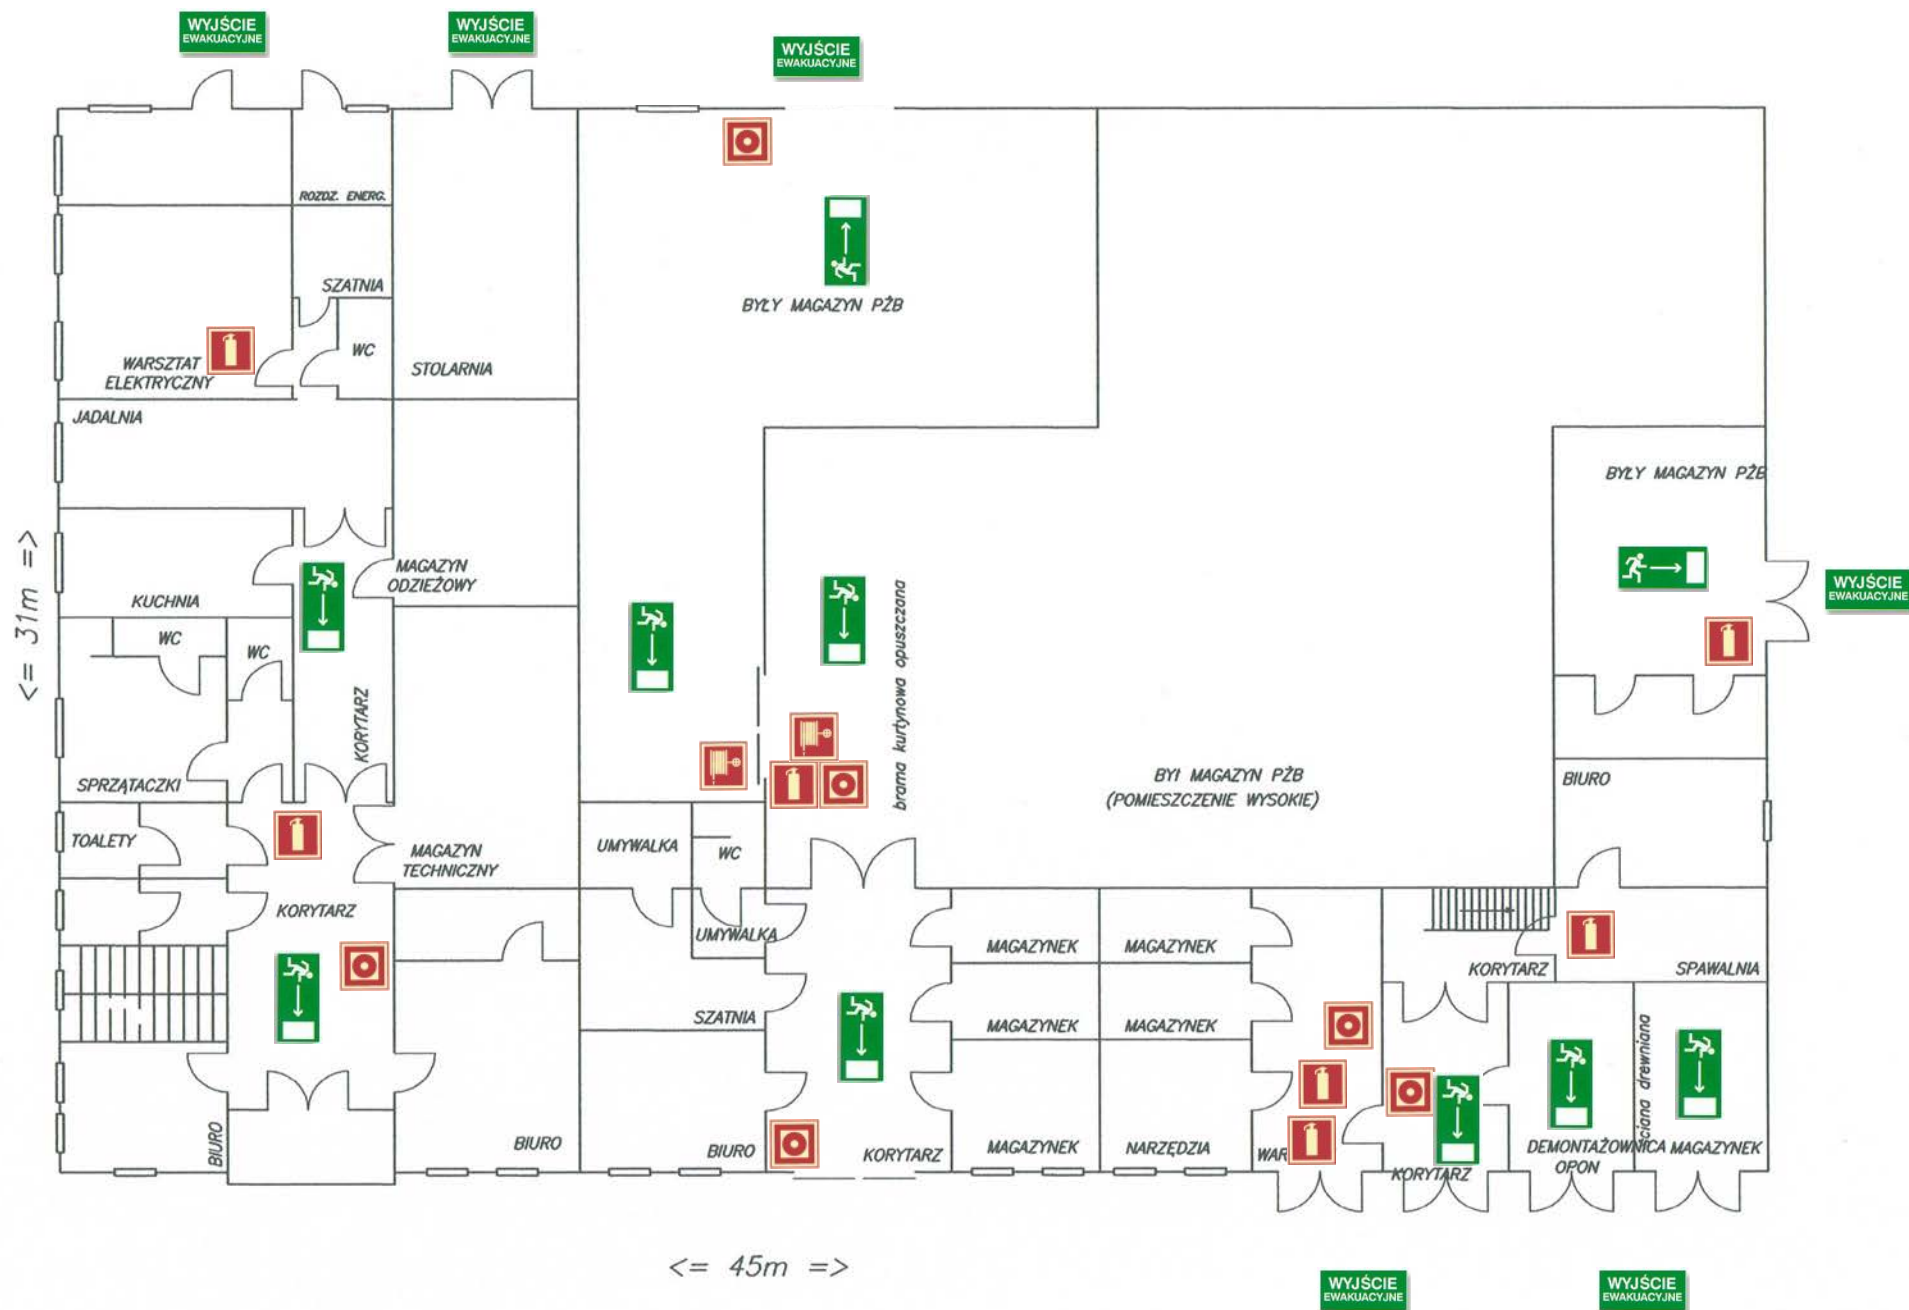 WYJŚCIE
EWAKUACYJNE
WYJŚCIE
EWAKUACYJNE
WYJŚCIE
EWAKUACYJNE
ROZDZ. ENERG.
SZATNIA
WC
WARSZTAT
ELEKTRYCZNY
STOLARNIA
BYŁY MAGAZYN PŻB
JADALNIA
BYŁY MAGAZYN PŻB
WYJŚCIE
EWAKUACYJNE
<= 31m =>
KUCHNIA
MAGAZYN
ODZIEŻOWY
WC
WC
KORYTARZ
brama kurtynowa opuszczana
SPRZĄTACZKI
BYI MAGAZYN PŻB
(POMIESZCZENIE WYSOKIE)
BIURO
TOALETY
MAGAZYN
TECHNICZNY
UMYWALKA
WC
KORYTARZ
UMYWALKA
MAGAZYNEK
MAGAZYNEK
KORYTARZ
SPAWALNIA
SZATNIA
MAGAZYNEK
MAGAZYNEK
ściana drewniana
BIURO
BIURO
BIURO
KORYTARZ
MAGAZYNEK
NARZĘDZIA
WAR
KORYTARZ
DEMONTAŻOWNICA
OPON
MAGAZYNEK
<= 45m =>
WYJŚCIE
EWAKUACYJNE
WYJŚCIE
EWAKUACYJNE